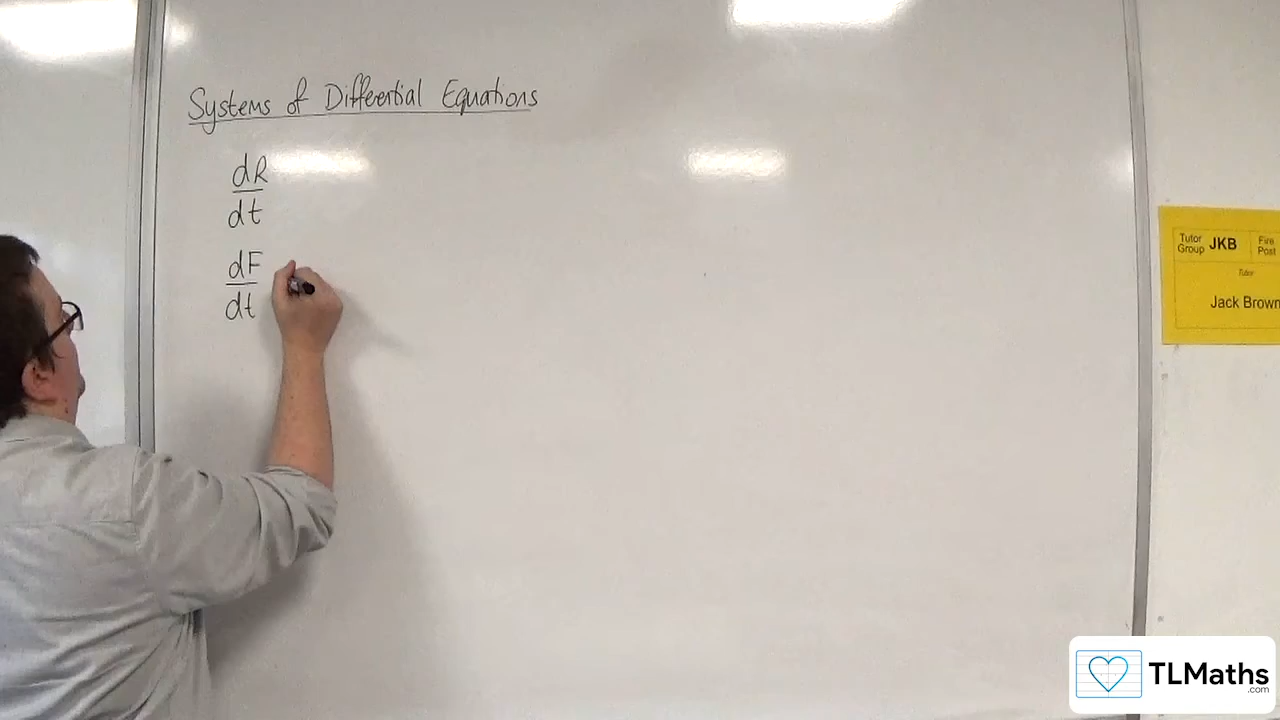 Systems of Differential Equations
dR
dt
dF
dt
Tutor Group JKB
Fire Post
Tutor
Jack Brown
TLMaths
.com